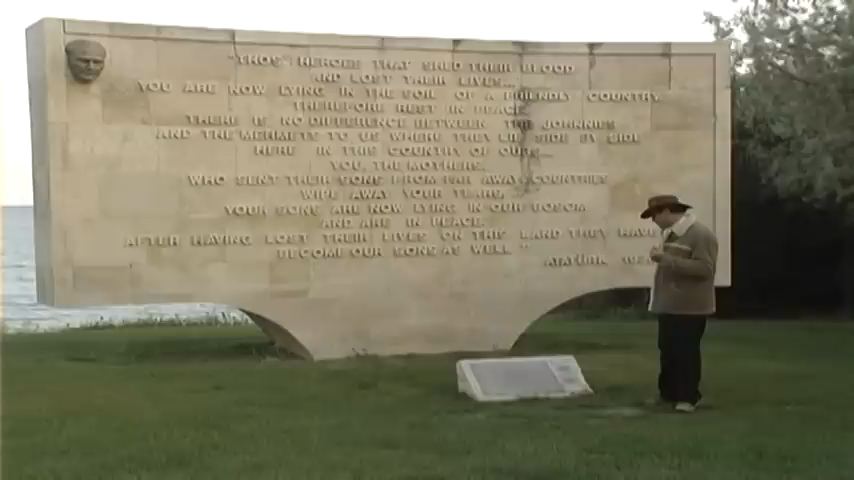 "THOS HEROES THAT SHED THEIR BLOOD
AND LOST THEIR LIVES...
YOU ARE NOW LYING IN THE SOIL OF A FRIENDLY COUNTRY.
THEREFORE REST IN PEACE.
THERE IS NO DIFFERENCE BETWEEN THE JOHNNIES
AND THE MEHMETS TO US WHERE THEY LIE SIDE BY SIDE
HERE IN THIS COUNTRY OF OURS...
YOU, THE MOTHERS,
WHO SENT THEIR SONS FROM FAR AWAY COUNTRIES
WIPE AWAY YOUR TEARS.
YOUR SONS ARE NOW LYING IN OUR BOSOM
AND ARE IN PEACE.
AFTER HAVING LOST THEIR LIVES ON THIS LAND THEY HAVE
BECOME OUR SONS AS WELL"
ATATÜRK